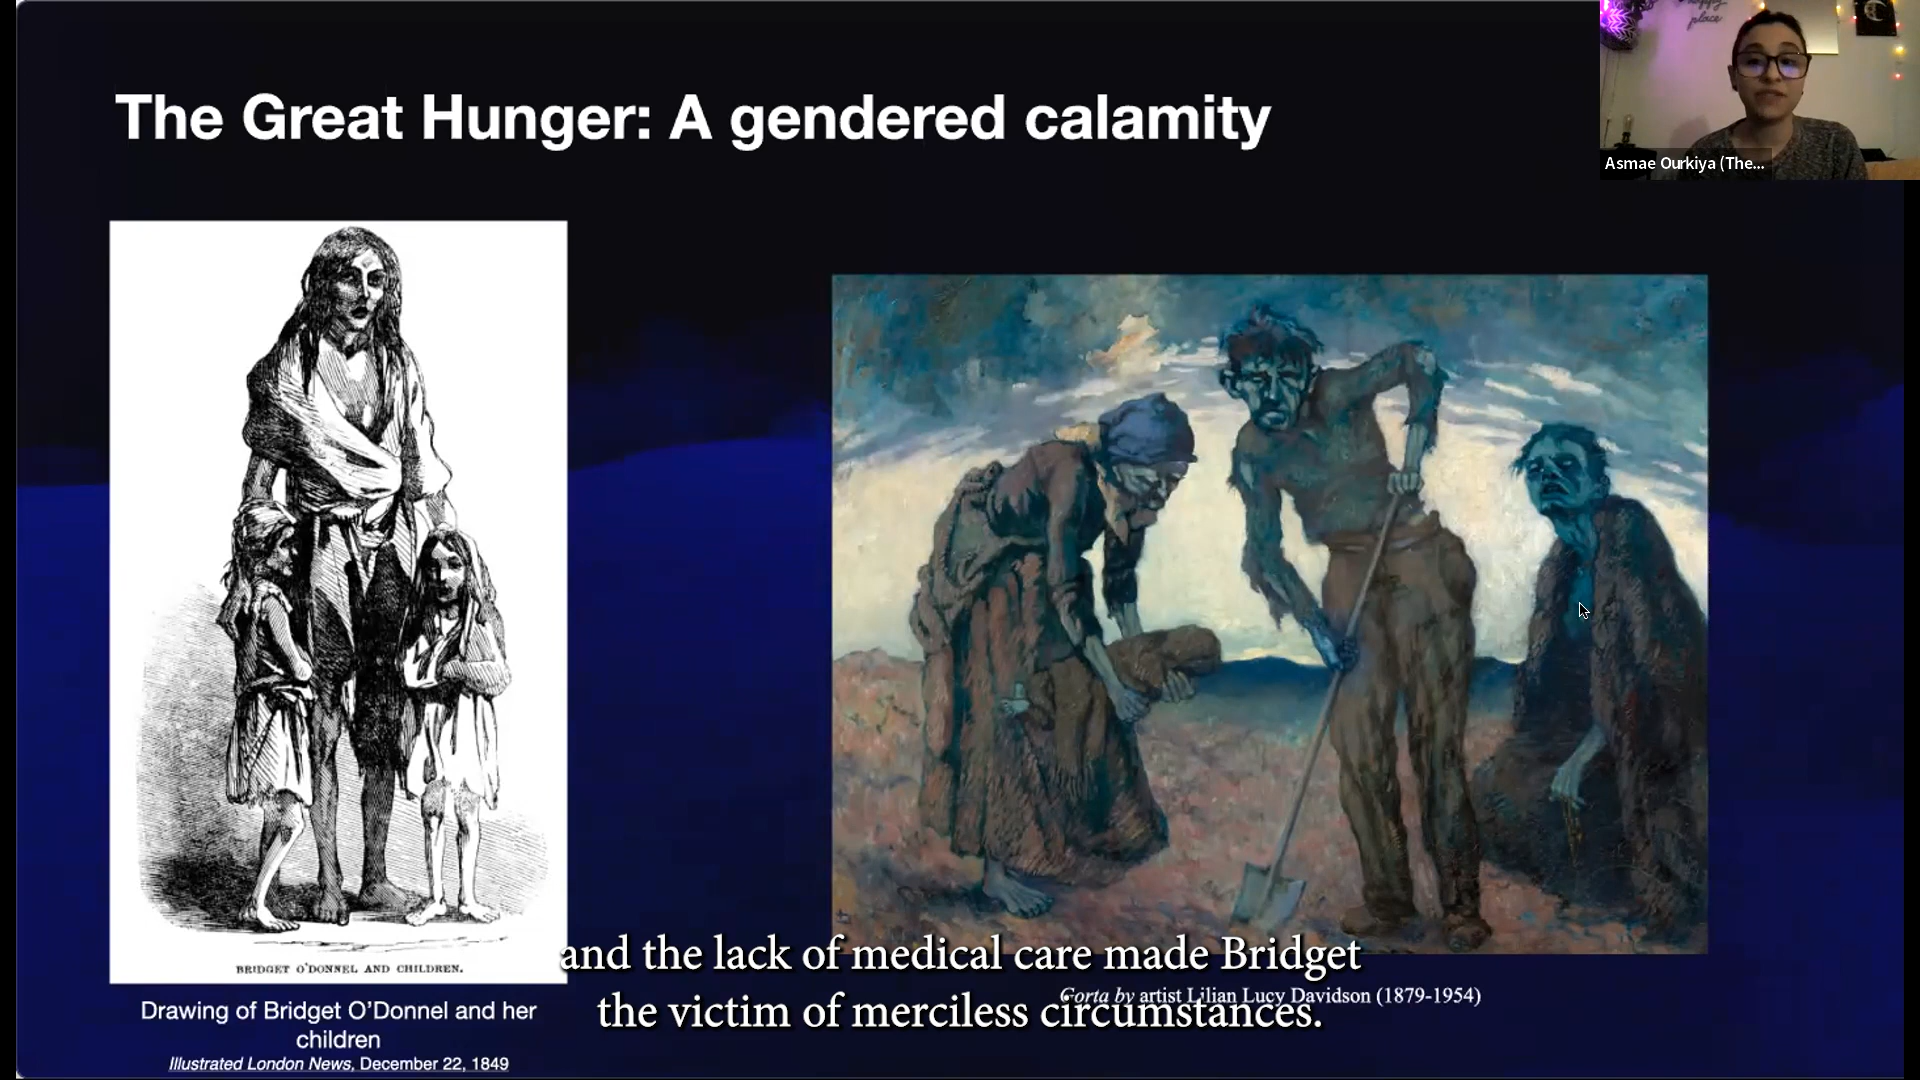 happy
place
Asmae Ourkiya (The...
The Great Hunger: A gendered calamity
BRIDGET O'DONNEL AND CHILDREN.
Drawing of Bridget O’Donnel and her
children
Illustrated London News, December 22, 1849
Gorta by artist Lilian Lucy Davidson (1879-1954)
and the lack of medical care made Bridget
the victim of merciless circumstances.